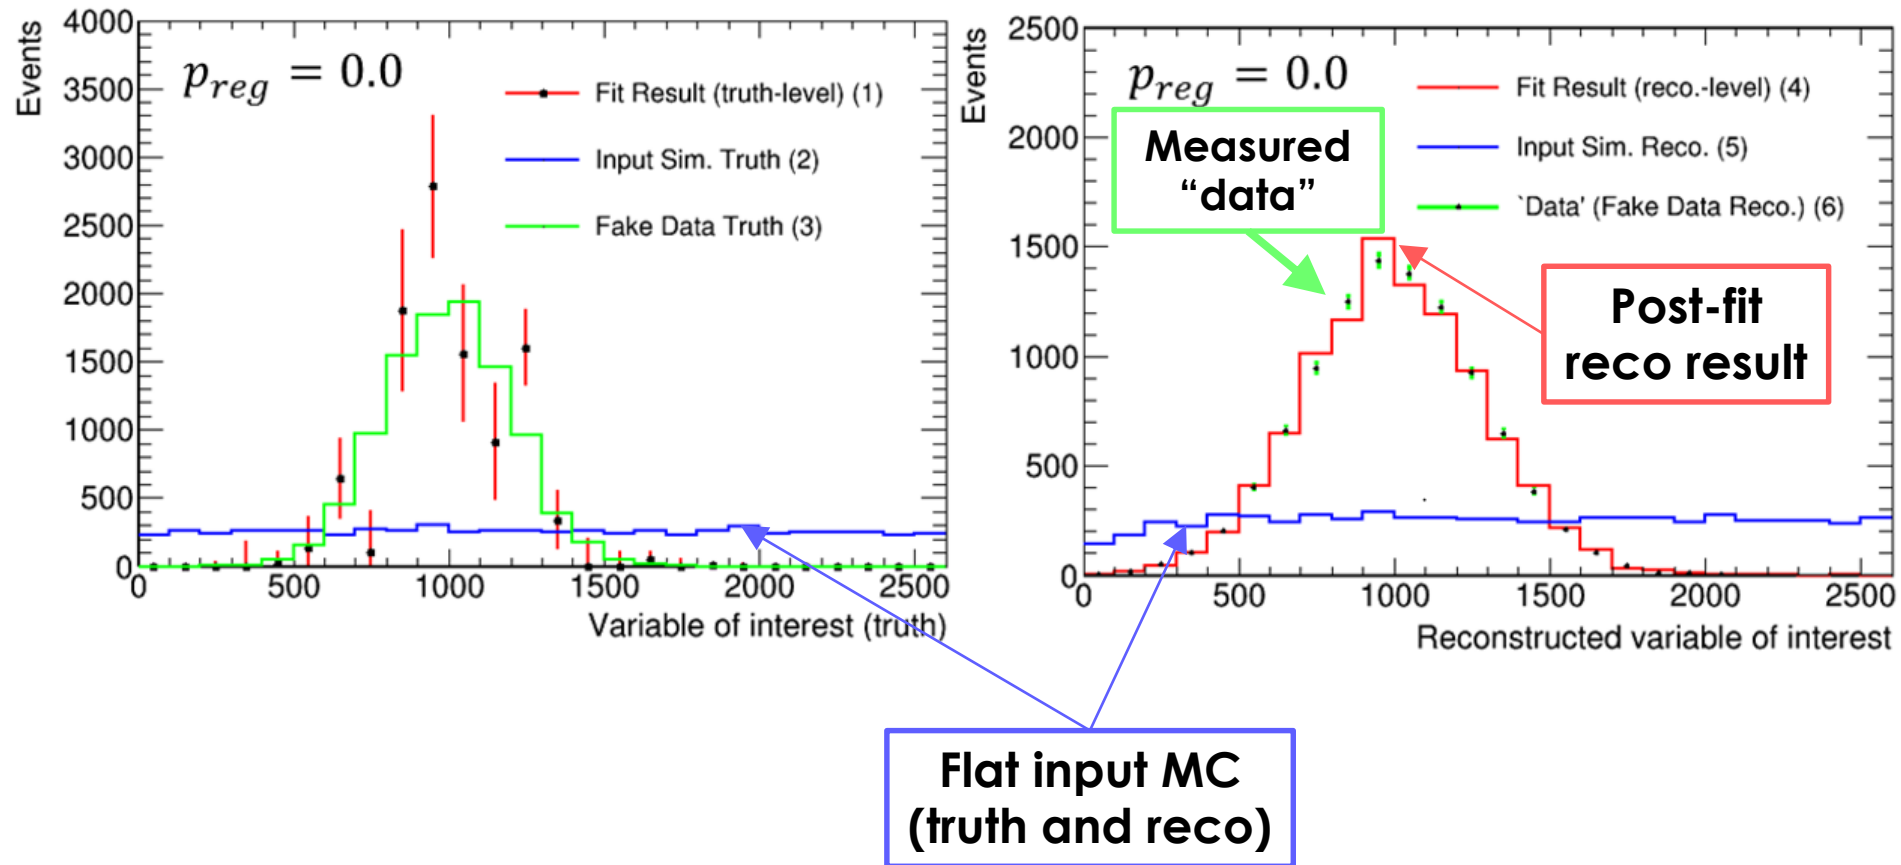 Events
4000
3500
3000
2500
2000
1500
1000
500
0
p_reg = 0.0
Fit Result (truth-level) (1)
Input Sim. Truth (2)
Fake Data Truth (3)
0 500 1000 1500 2000 2500
Variable of interest (truth)
Events
2500
2000
1500
1000
500
0
p_reg = 0.0
Fit Result (reco.-level) (4)
Input Sim. Reco. (5)
`Data' (Fake Data Reco.) (6)
Measured
“data”
Post-fit
reco result
0 500 1000 1500 2000 2500
Reconstructed variable of interest
Flat input MC
(truth and reco)